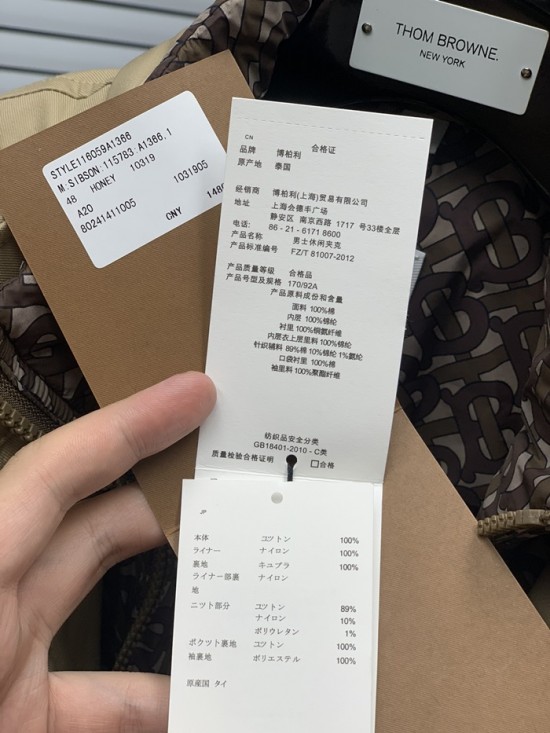 THOM BROWNE.
NEW YORK
STYLE116059A1366
M:SIBSON:115783:A1366.1
48 HONEY 10319
A20 1031905
80241411005
CNY
CN
合格证
品牌 博柏利
原产地 泰国
经销商 博柏利(上海)贸易有限公司
地址 上海会德丰广场
静安区 南京西路 1717 号33楼全层
电话: 86 - 21 - 6171 8600
产品名称 男士休闲夹克
产品标准编号 FZ/T 81007-2012
产品质量等级 合格品
产品号型及规格 170/92A
产品原料成份和含量
面料 100%棉
内层 100%锦纶
衬里 100%铜氨纤维
内层衣上层里料 100%锦纶
针织辅料 89%棉 10%锦纶 1%氨纶
口袋衬里 100%棉
袖里料 100%聚酯纤维
纺织品安全分类
GB18401-2010 - C类
质量检验合格证明 □合格
JP
本体 コツトン 100%
ライナー ナイロン 100%
裏地 キユプラ 100%
ライナー部裏 ナイロン
地
ニツト部分 コツトン 89%
ナイロン 10%
ポリウレタン 1%
ポケツト裏地 コツトン 100%
袖裏地 ポリエステル 100%
原産国 タイ